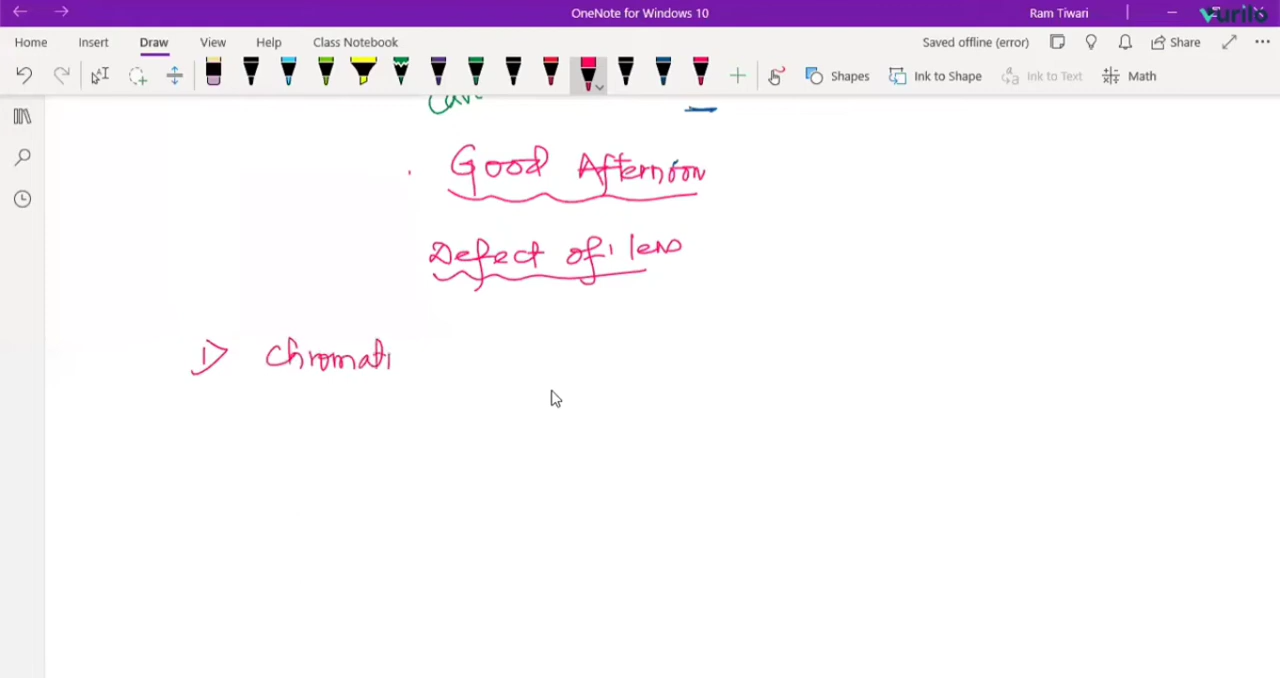 OneNote for Windows 10
Ram Tiwari
Vurilo
Home Insert Draw View Help Class Notebook
Saved offline (error) Share
Shapes Ink to Shape Ink to Text Math
Good Afternoon
Defect of lens
1) Chromati